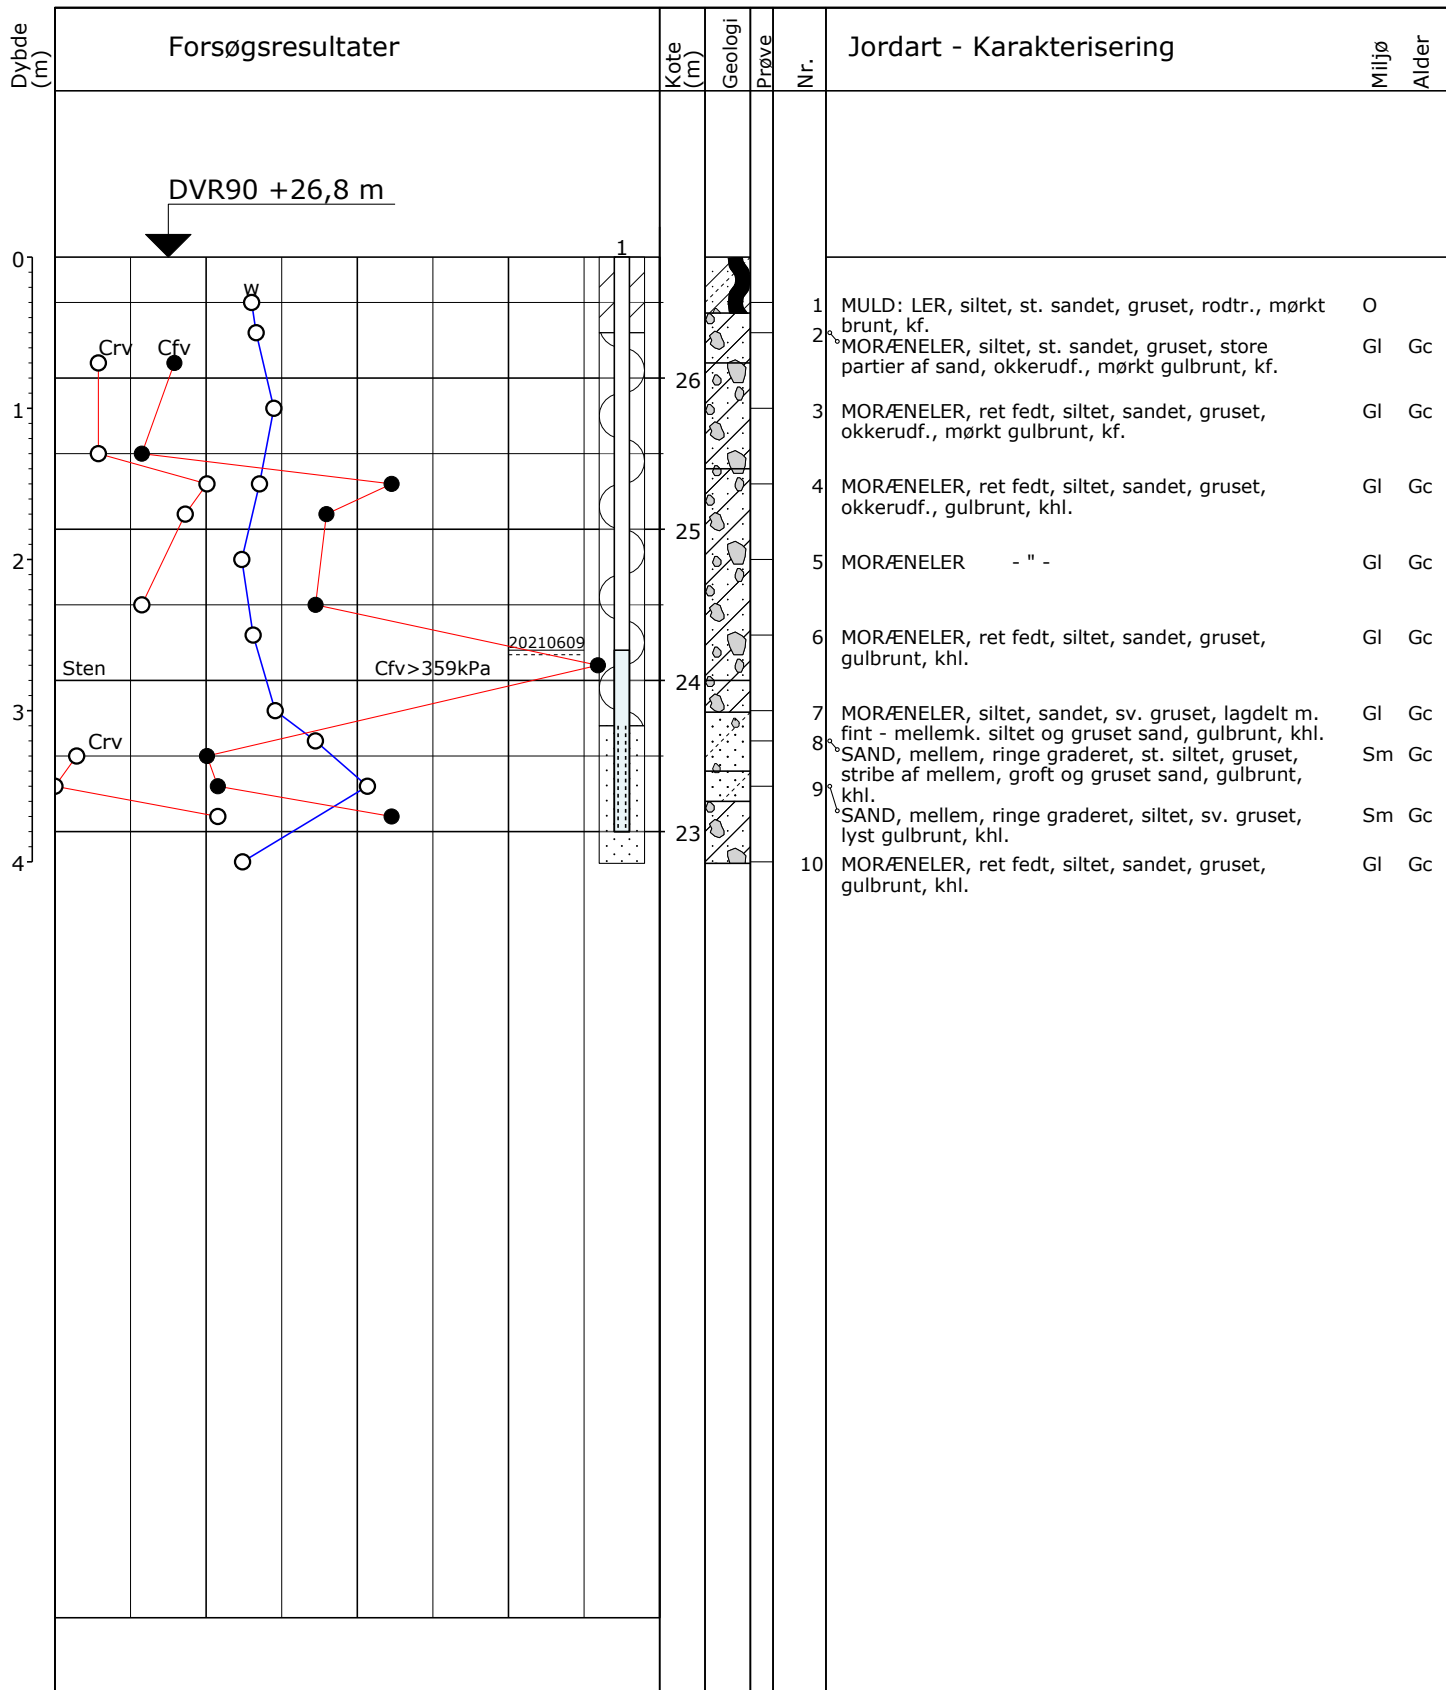 Dybde
(m)
Forsøgsresultater
Kote
(m)
Geologi
Prøve
Nr.
Jordart - Karakterisering
Miljø
Alder
DVR90 +26,8 m
0
1
w
1 MULD: LER, siltet, st. sandet, gruset, rodtr., mørkt O
brunt, kf.
2
MORÆNELER, siltet, st. sandet, gruset, store Gl Gc
partier af sand, okkerudf., mørkt gulbrunt, kf.
Crv Cfv
26
1
3 MORÆNELER, ret fedt, siltet, sandet, gruset, Gl Gc
okkerudf., mørkt gulbrunt, kf.
4 MORÆNELER, ret fedt, siltet, sandet, gruset, Gl Gc
okkerudf., gulbrunt, khl.
25
2
5 MORÆNELER - " - Gl Gc
20210609
6 MORÆNELER, ret fedt, siltet, sandet, gruset, Gl Gc
gulbrunt, khl.
Sten Cfv>359kPa
24
3
7 MORÆNELER, siltet, sandet, sv. gruset, lagdelt m. Gl Gc
fint - mellemk. siltet og gruset sand, gulbrunt, khl.
Crv
8
SAND, mellem, ringe graderet, st. siltet, gruset, Sm Gc
stribe af mellem, groft og gruset sand, gulbrunt,
khl.
9
SAND, mellem, ringe graderet, siltet, sv. gruset, Sm Gc
lyst gulbrunt, khl.
23
4
10 MORÆNELER, ret fedt, siltet, sandet, gruset, Gl Gc
gulbrunt, khl.